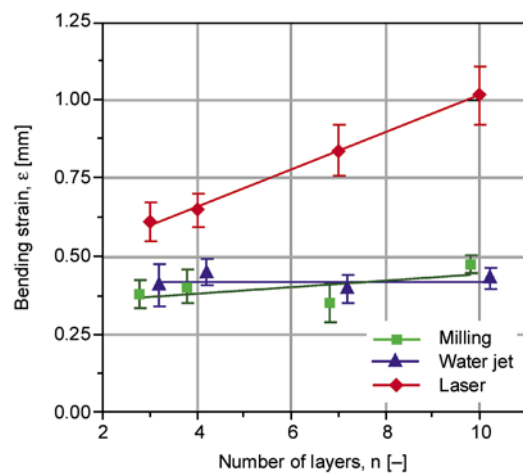 1.25
1.00
0.75
0.50
0.25
0.00
Bending strain, ε [mm]
2 4 6 8 10
Number of layers, n [–]
Milling
Water jet
Laser